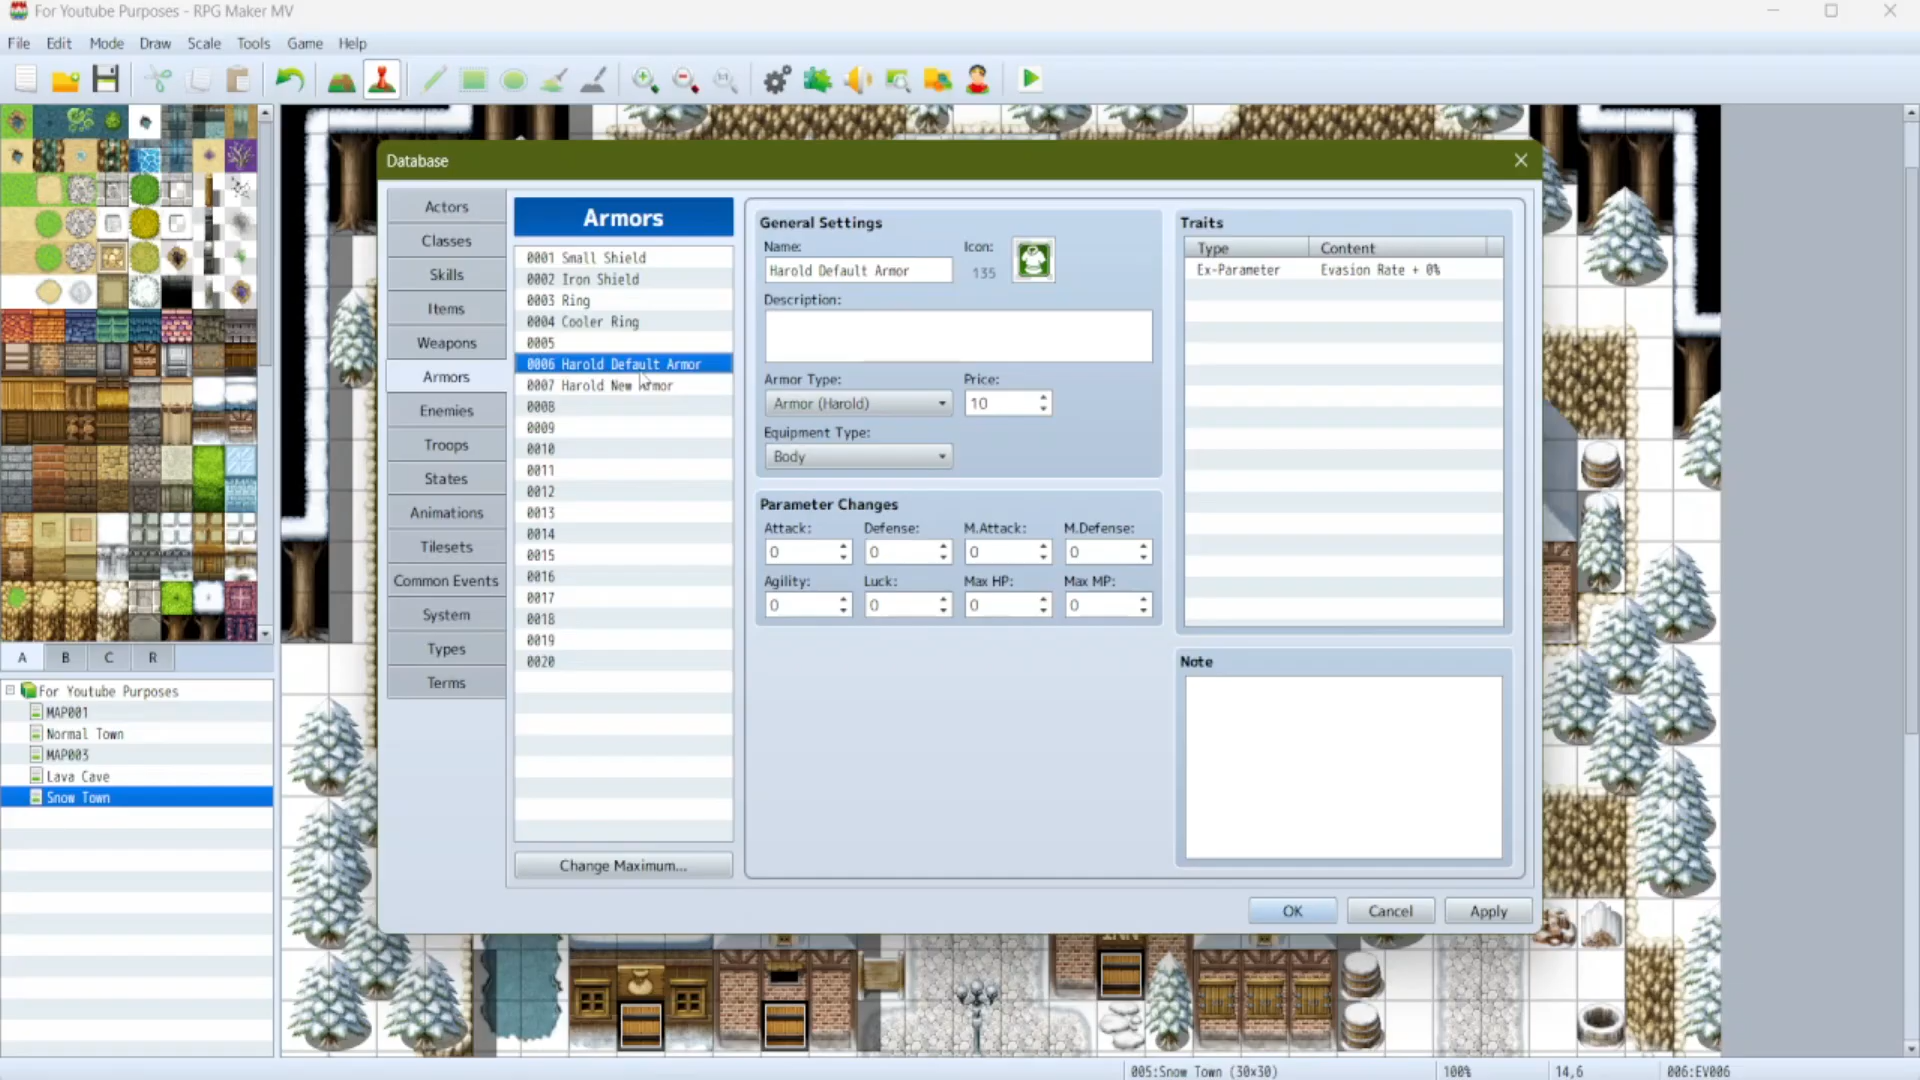 For Youtube Purposes - RPG Maker MV
File Edit Mode Draw Scale Tools Game Help
Database
Actors
Classes
Skills
Items
Weapons
Armors
Enemies
Troops
States
Animations
Tilesets
Common Events
System
Types
Terms
Armors
0001 Small Shield
0002 Iron Shield
0003 Ring
0004 Cooler Ring
0005
0006 Harold Default Armor
0007 Harold New Armor
0008
0009
0010
0011
0012
0013
0014
0015
0016
0017
0018
0019
0020
Change Maximum...
General Settings
Name: Icon:
Harold Default Armor 135
Description:
Armor Type: Price:
Armor (Harold) 10
Equipment Type:
Body
Parameter Changes
Attack: Defense: M.Attack: M.Defense:
0 0 0 0
Agility: Luck: Max HP: Max MP:
0 0 0 0
Traits
Type Content
Ex-Parameter Evasion Rate + 0%
Note
OK Cancel Apply
A B C R
For Youtube Purposes
MAP001
Normal Town
MAP003
Lava Cave
Snow Town
INN
005:Snow Town (30x30) 100% 14,6 006:EV006